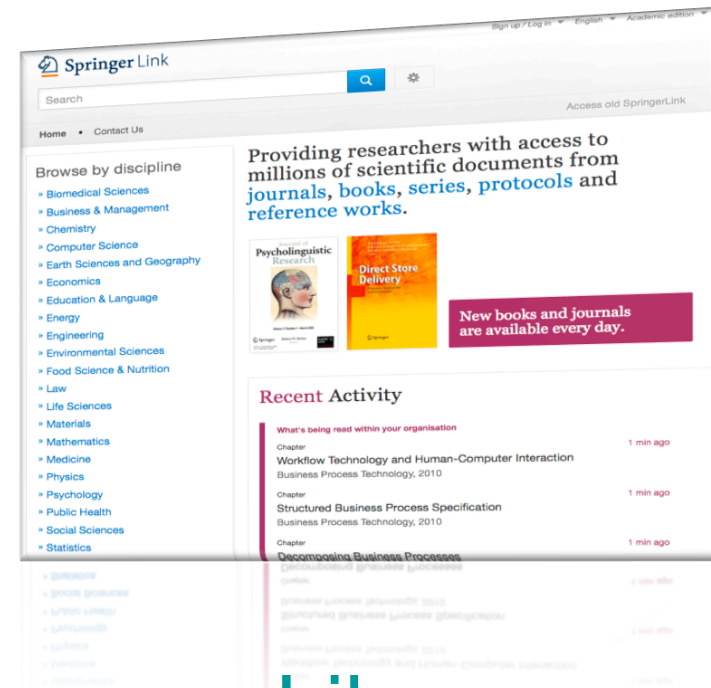 Sign up / Log in English Academic edition
Springer Link
Search
Access old SpringerLink
Home • Contact Us
Browse by discipline
» Biomedical Sciences
» Business & Management
» Chemistry
» Computer Science
» Earth Sciences and Geography
» Economics
» Education & Language
» Energy
» Engineering
» Environmental Sciences
» Food Science & Nutrition
» Law
» Life Sciences
» Materials
» Mathematics
» Medicine
» Physics
» Psychology
» Public Health
» Social Sciences
» Statistics
Providing researchers with access to
millions of scientific documents from
journals, books, series, protocols and
reference works.
Journal of
Psycholinguistic
Research
Springer
Direct Store
Delivery
Springer
New books and journals
are available every day.
Recent Activity
What's being read within your organisation
Chapter 1 min ago
Workflow Technology and Human-Computer Interaction
Business Process Technology, 2010
Chapter 1 min ago
Structured Business Process Specification
Business Process Technology, 2010
Chapter 1 min ago
Decomposing Business Processes